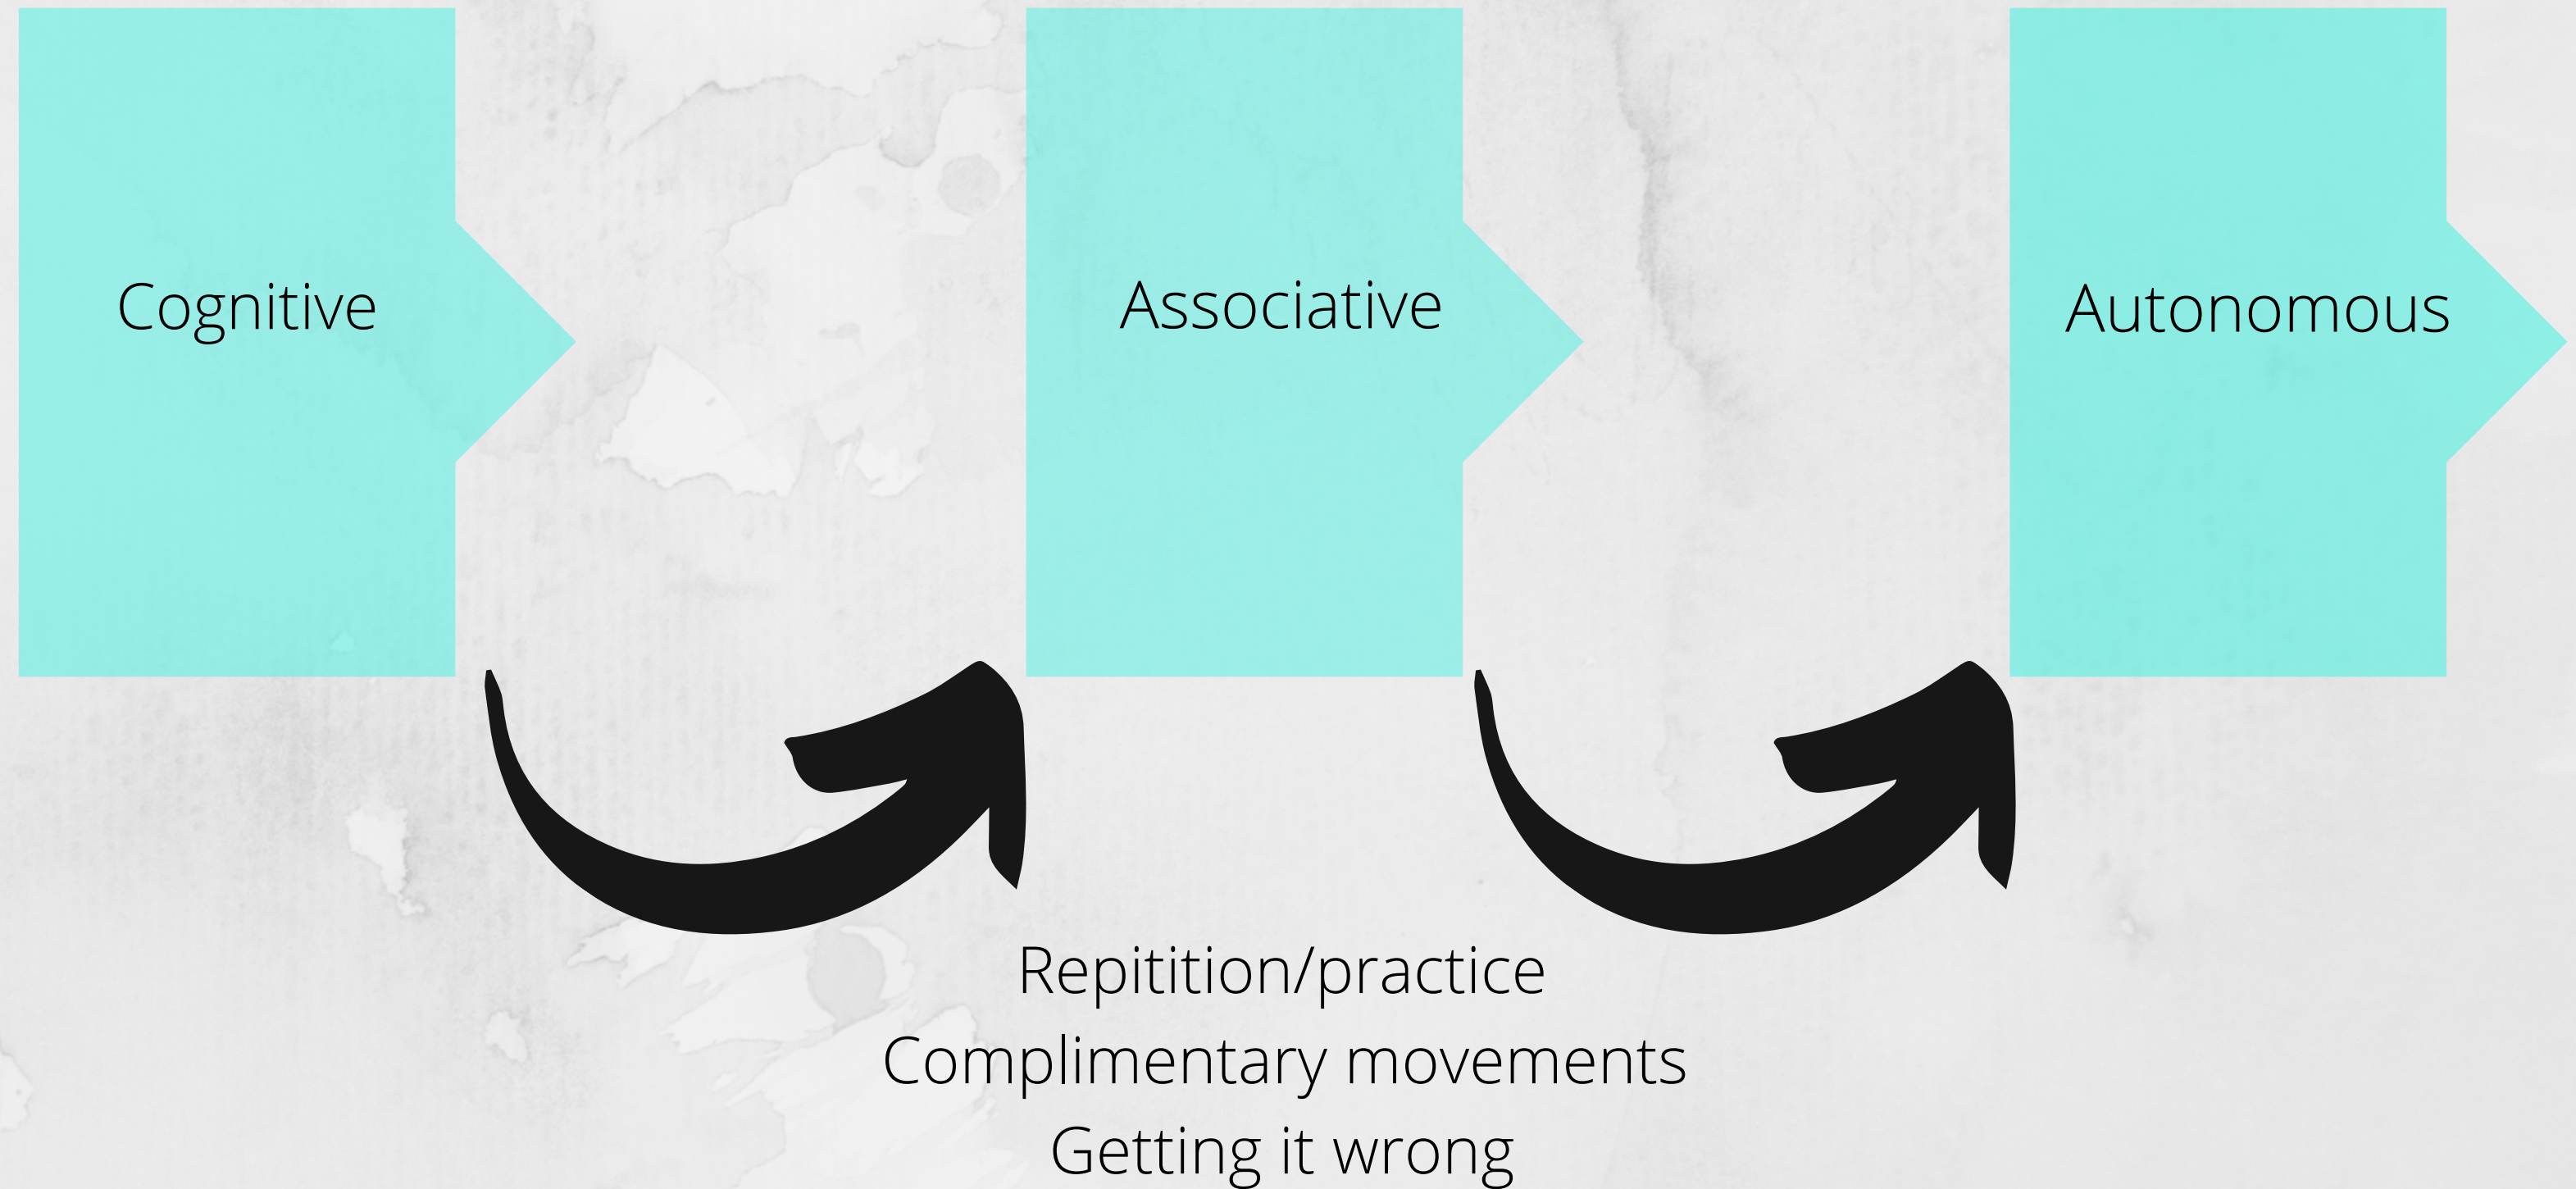 Cognitive
Associative
Autonomous
Repitition/practice
Complimentary movements
Getting it wrong